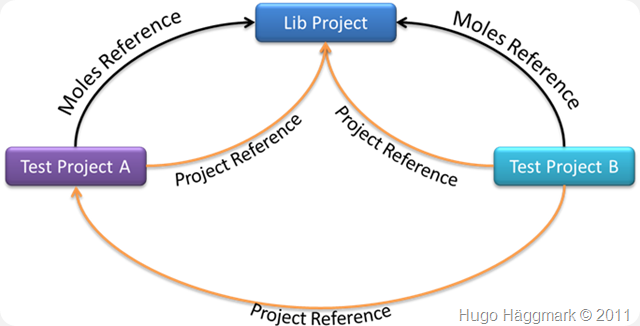 Lib Project
Moles Reference
Moles Reference
Project Reference
Project Reference
Test Project A
Test Project B
Project Reference
Hugo Häggmark © 2011